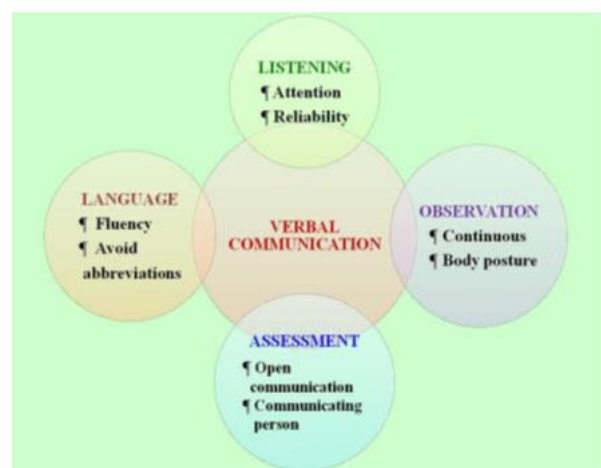 LISTENING
¶ Attention
¶ Reliability
LANGUAGE
¶ Fluency
¶ Avoid
abbreviations
VERBAL
COMMUNICATION
OBSERVATION
¶ Continuous
¶ Body posture
ASSESSMENT
¶ Open
communication
¶ Communicating
person